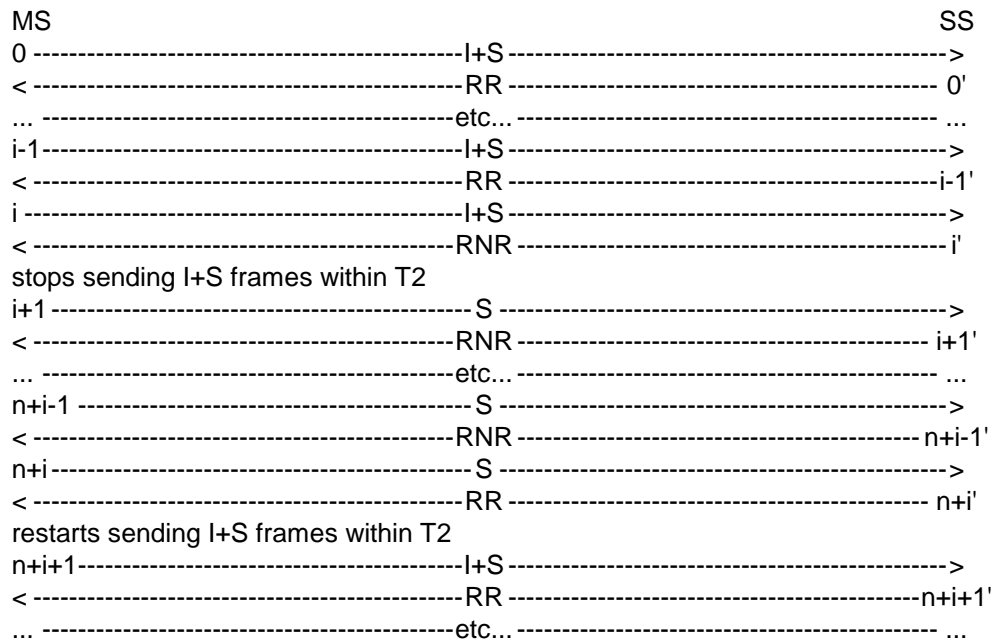 MS SS
0 -----------------------------------------------I+S------------------------------------------------>
< -----------------------------------------------RR ----------------------------------------------- 0'
... ---------------------------------------------etc...---------------------------------------------- ...
i-1----------------------------------------------I+S------------------------------------------------>
< -----------------------------------------------RR -----------------------------------------------i-1'
i ------------------------------------------------I+S------------------------------------------------>
< ----------------------------------------------RNR----------------------------------------------- i'
stops sending I+S frames within T2
i+1---------------------------------------------- S ------------------------------------------------->
< ----------------------------------------------RNR--------------------------------------------- i+1'
... ---------------------------------------------etc...---------------------------------------------- ...
n+i-1 ------------------------------------------- S ------------------------------------------------->
< ----------------------------------------------RNR-------------------------------------------- n+i-1'
n+i---------------------------------------------- S ------------------------------------------------->
< -----------------------------------------------RR ---------------------------------------------- n+i'
restarts sending I+S frames within T2
n+i+1------------------------------------------I+S------------------------------------------------>
< -----------------------------------------------RR ---------------------------------------------n+i+1'
... ---------------------------------------------etc...---------------------------------------------- ...